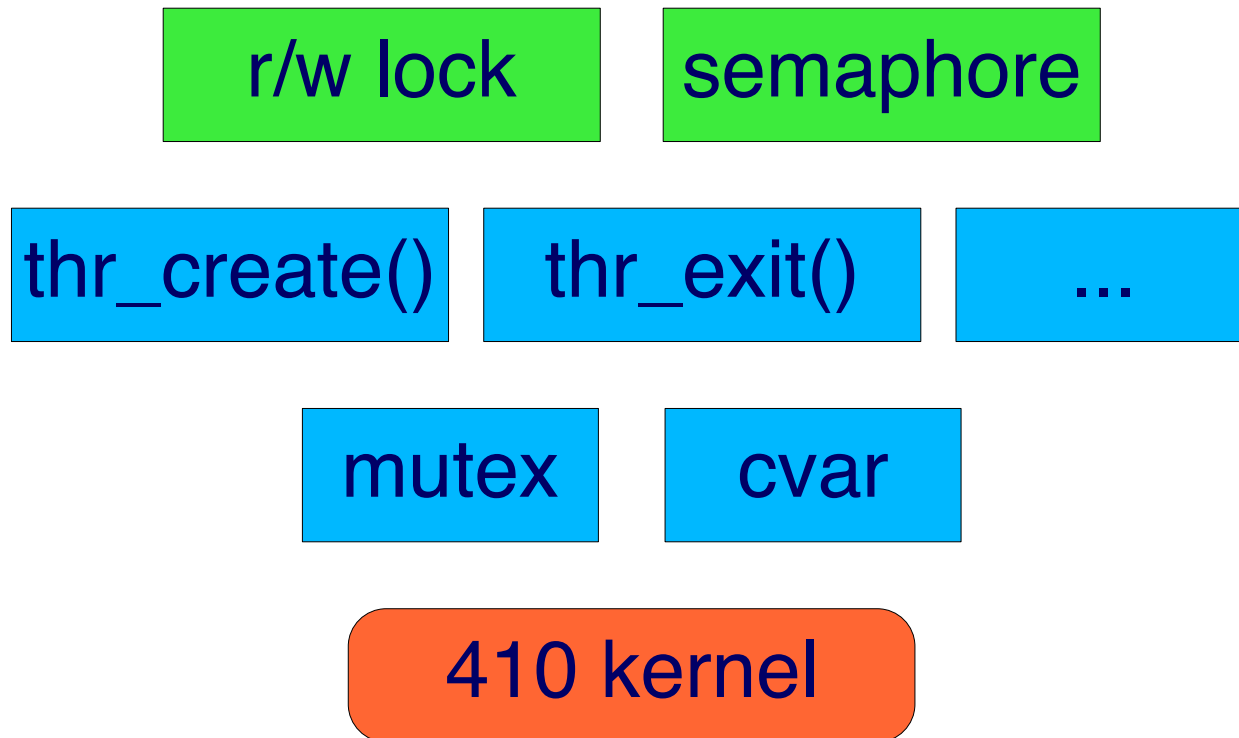 r/w lock semaphore
thr_create() thr_exit() ...
mutex cvar
410 kernel